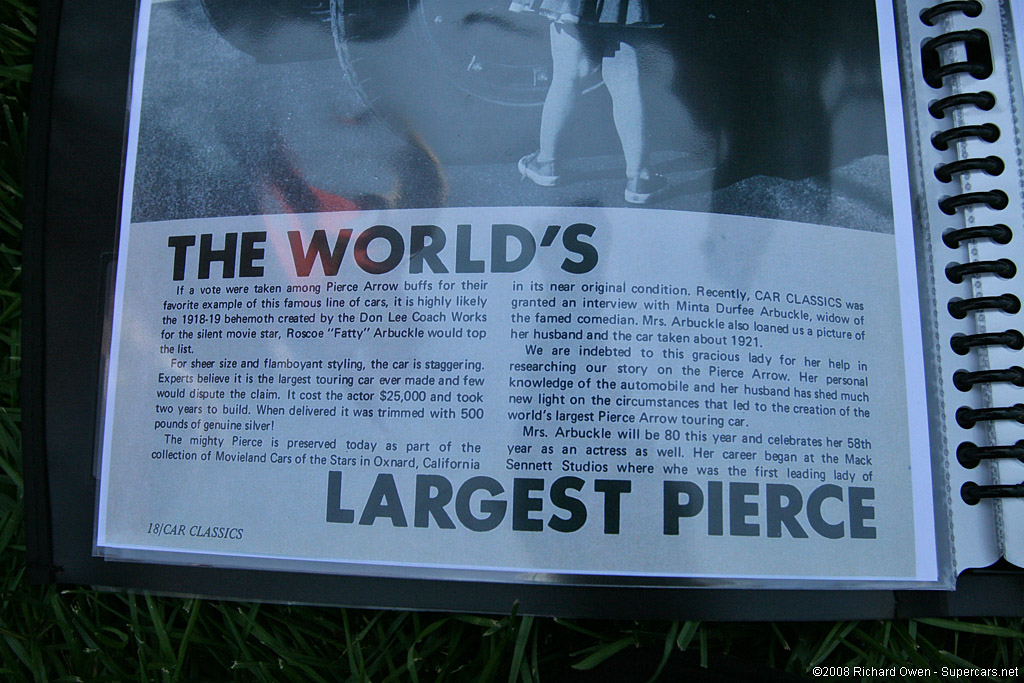 THE WORLD'S
If a vote were taken among Pierce Arrow buffs for their
favorite example of this famous line of cars, it is highly likely
the 1918-19 behemoth created by the Don Lee Coach Works
for the silent movie star, Roscoe "Fatty" Arbuckle would top
the list.
For sheer size and flamboyant styling, the car is staggering.
Experts believe it is the largest touring car ever made and few
would dispute the claim. It cost the actor $25,000 and took
two years to build. When delivered it was trimmed with 500
pounds of genuine silver!
The mighty Pierce is preserved today as part of the
collection of Movieland Cars of the Stars in Oxnard, California
in its near original condition. Recently, CAR CLASSICS was
granted an interview with Minta Durfee Arbuckle, widow of
the famed comedian. Mrs. Arbuckle also loaned us a picture of
her husband and the car taken about 1921.
We are indebted to this gracious lady for her help in
researching our story on the Pierce Arrow. Her personal
knowledge of the automobile and her husband has shed much
new light on the circumstances that led to the creation of the
world's largest Pierce Arrow touring car.
Mrs. Arbuckle will be 80 this year and celebrates her 58th
year as an actress as well. Her career began at the Mack
Sennett Studios where whe was the first leading lady of
LARGEST PIERCE
18/CAR CLASSICS
©2008 Richard Owen - Supercars.net